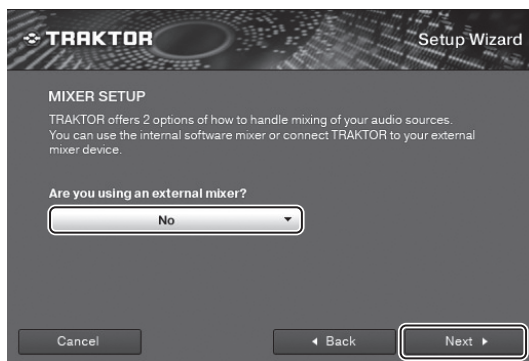 TRAKTOR
Setup Wizard
MIXER SETUP
TRAKTOR offers 2 options of how to handle mixing of your audio sources.
You can use the internal software mixer or connect TRAKTOR to your external
mixer device.
Are you using an external mixer?
No
Cancel
Back
Next